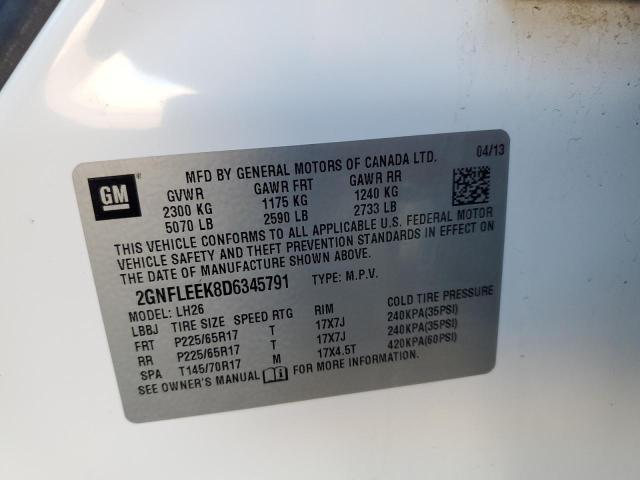 MFD BY GENERAL MOTORS OF CANADA LTD. 04/13
GM
GVWR GAWR FRT GAWR RR
2300 KG 1175 KG 1240 KG
5070 LB 2590 LB 2733 LB
THIS VEHICLE CONFORMS TO ALL APPLICABLE U.S. FEDERAL MOTOR
VEHICLE SAFETY AND THEFT PREVENTION STANDARDS IN EFFECT ON
THE DATE OF MANUFACTURE SHOWN ABOVE.
2GNFLEEK8D6345791 TYPE: M.P.V.
MODEL: LH26
LBBJ TIRE SIZE SPEED RTG RIM COLD TIRE PRESSURE
FRT P225/65R17 T 17X7J 240KPA(35PSI)
RR P225/65R17 T 17X7J 240KPA(35PSI)
SPA T145/70R17 M 17X4.5T 420KPA(60PSI)
SEE OWNER'S MANUAL FOR MORE INFORMATION.